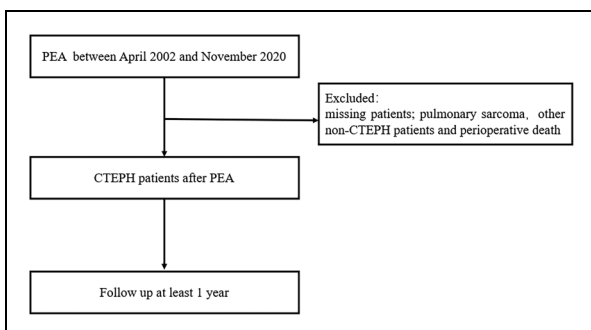 PEA between April 2002 and November 2020
Excluded:
missing patients; pulmonary sarcoma, other
non-CTEPH patients and perioperative death
CTEPH patients after PEA
Follow up at least 1 year